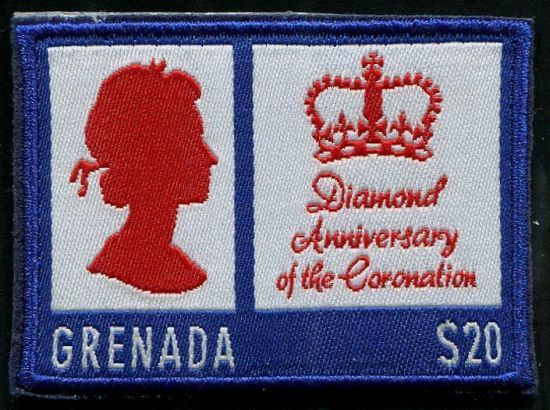 Diamond
Anniversary
of the Coronation
GRENADA
$20